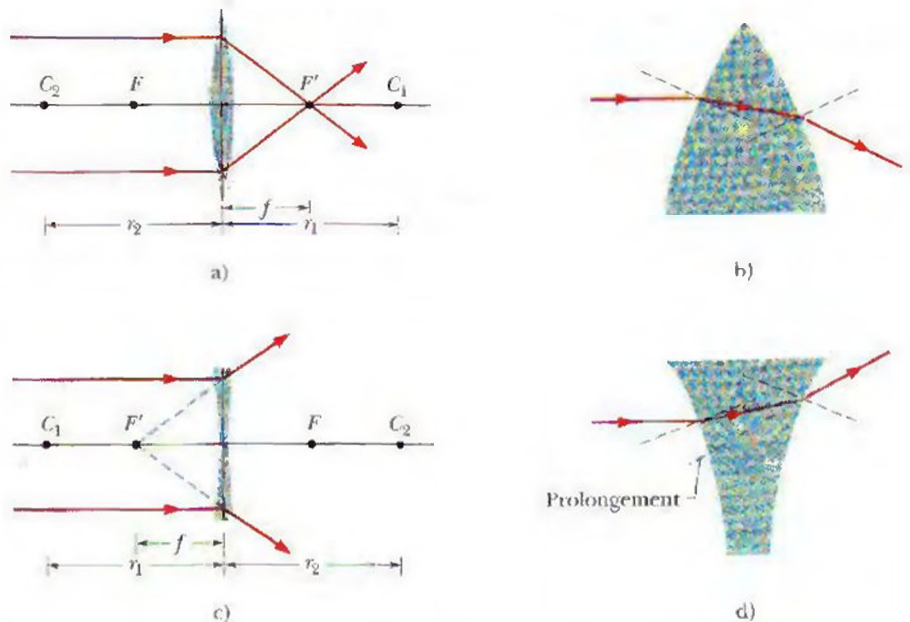 C₂ F F′ C₁
f
r₂ r₁
a)
b)
C₁ F′ F C₂
f
r₁ r₂
c)
Prolongement
d)